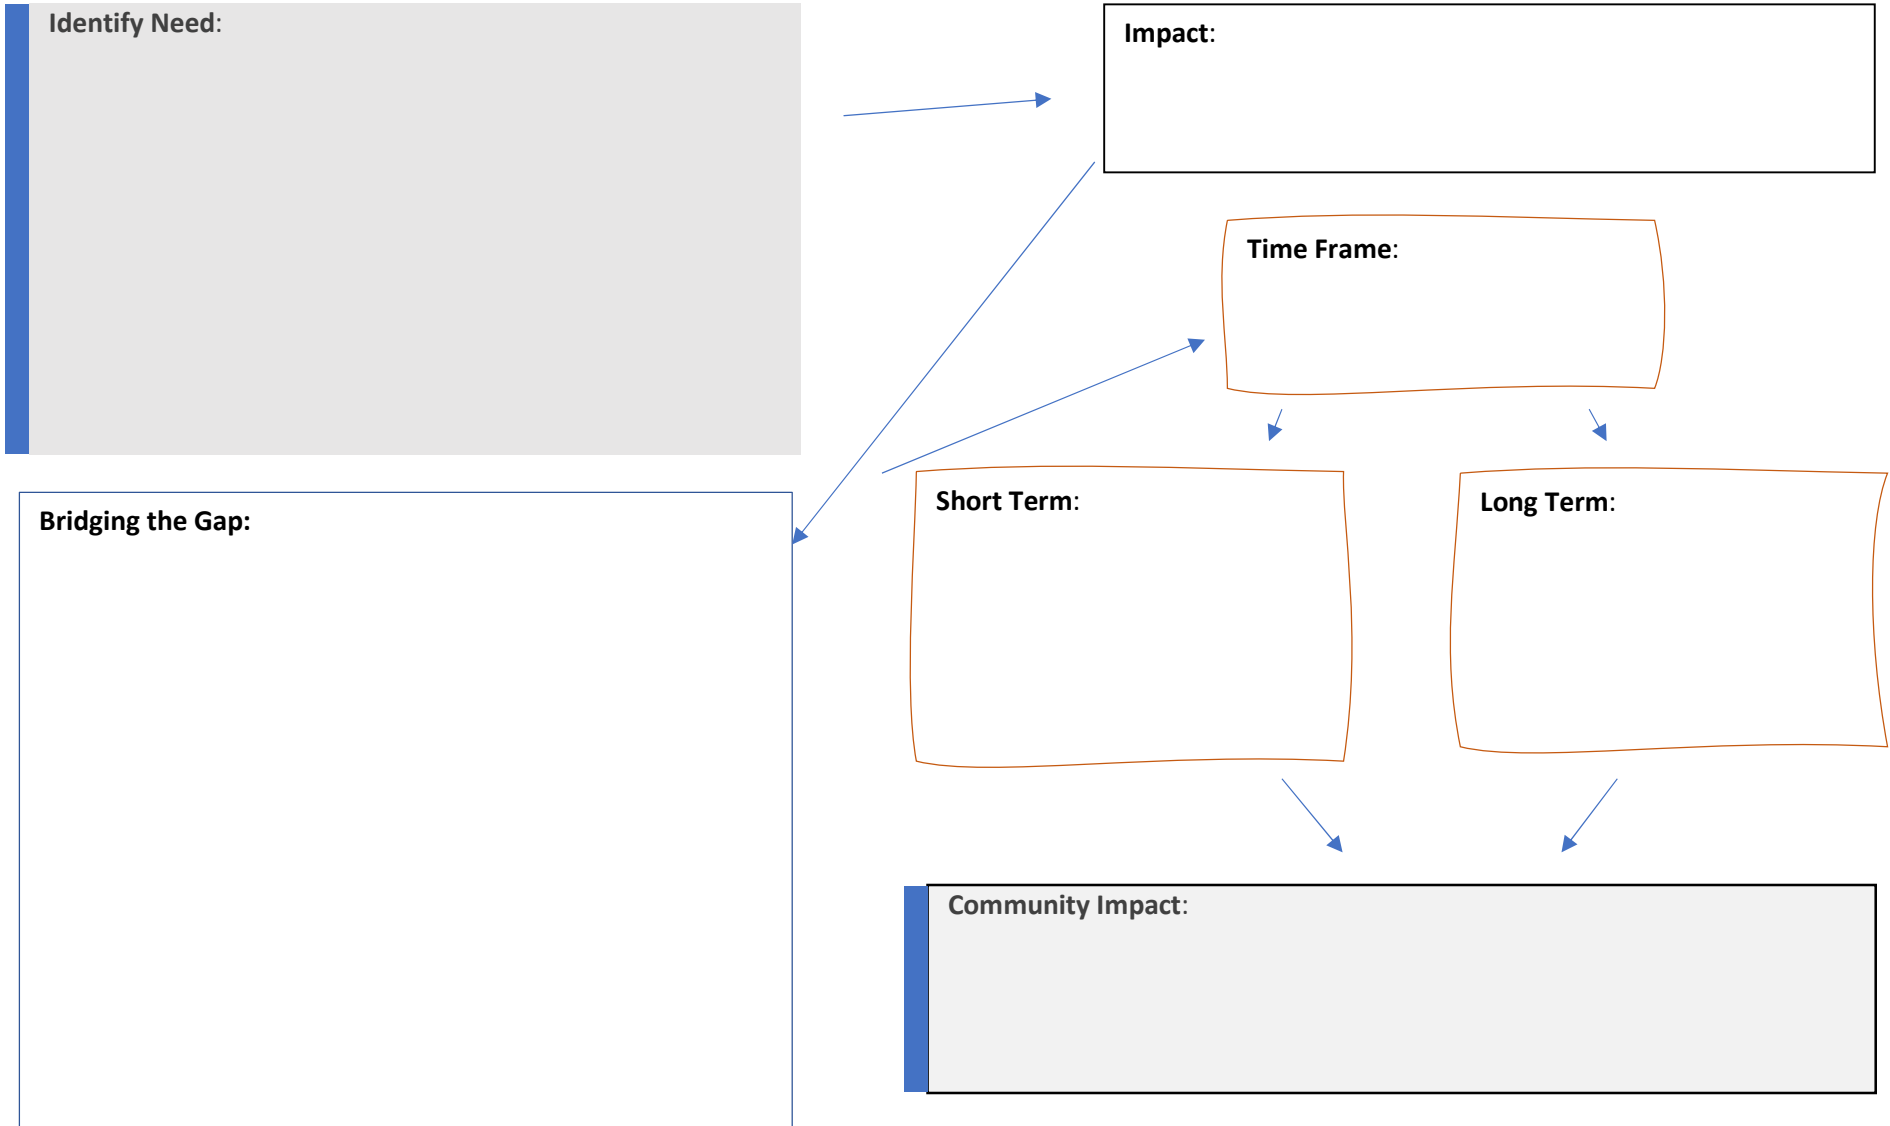 Identify Need:
Impact:
Time Frame:
Bridging the Gap:
Short Term:
Long Term:
Community Impact: